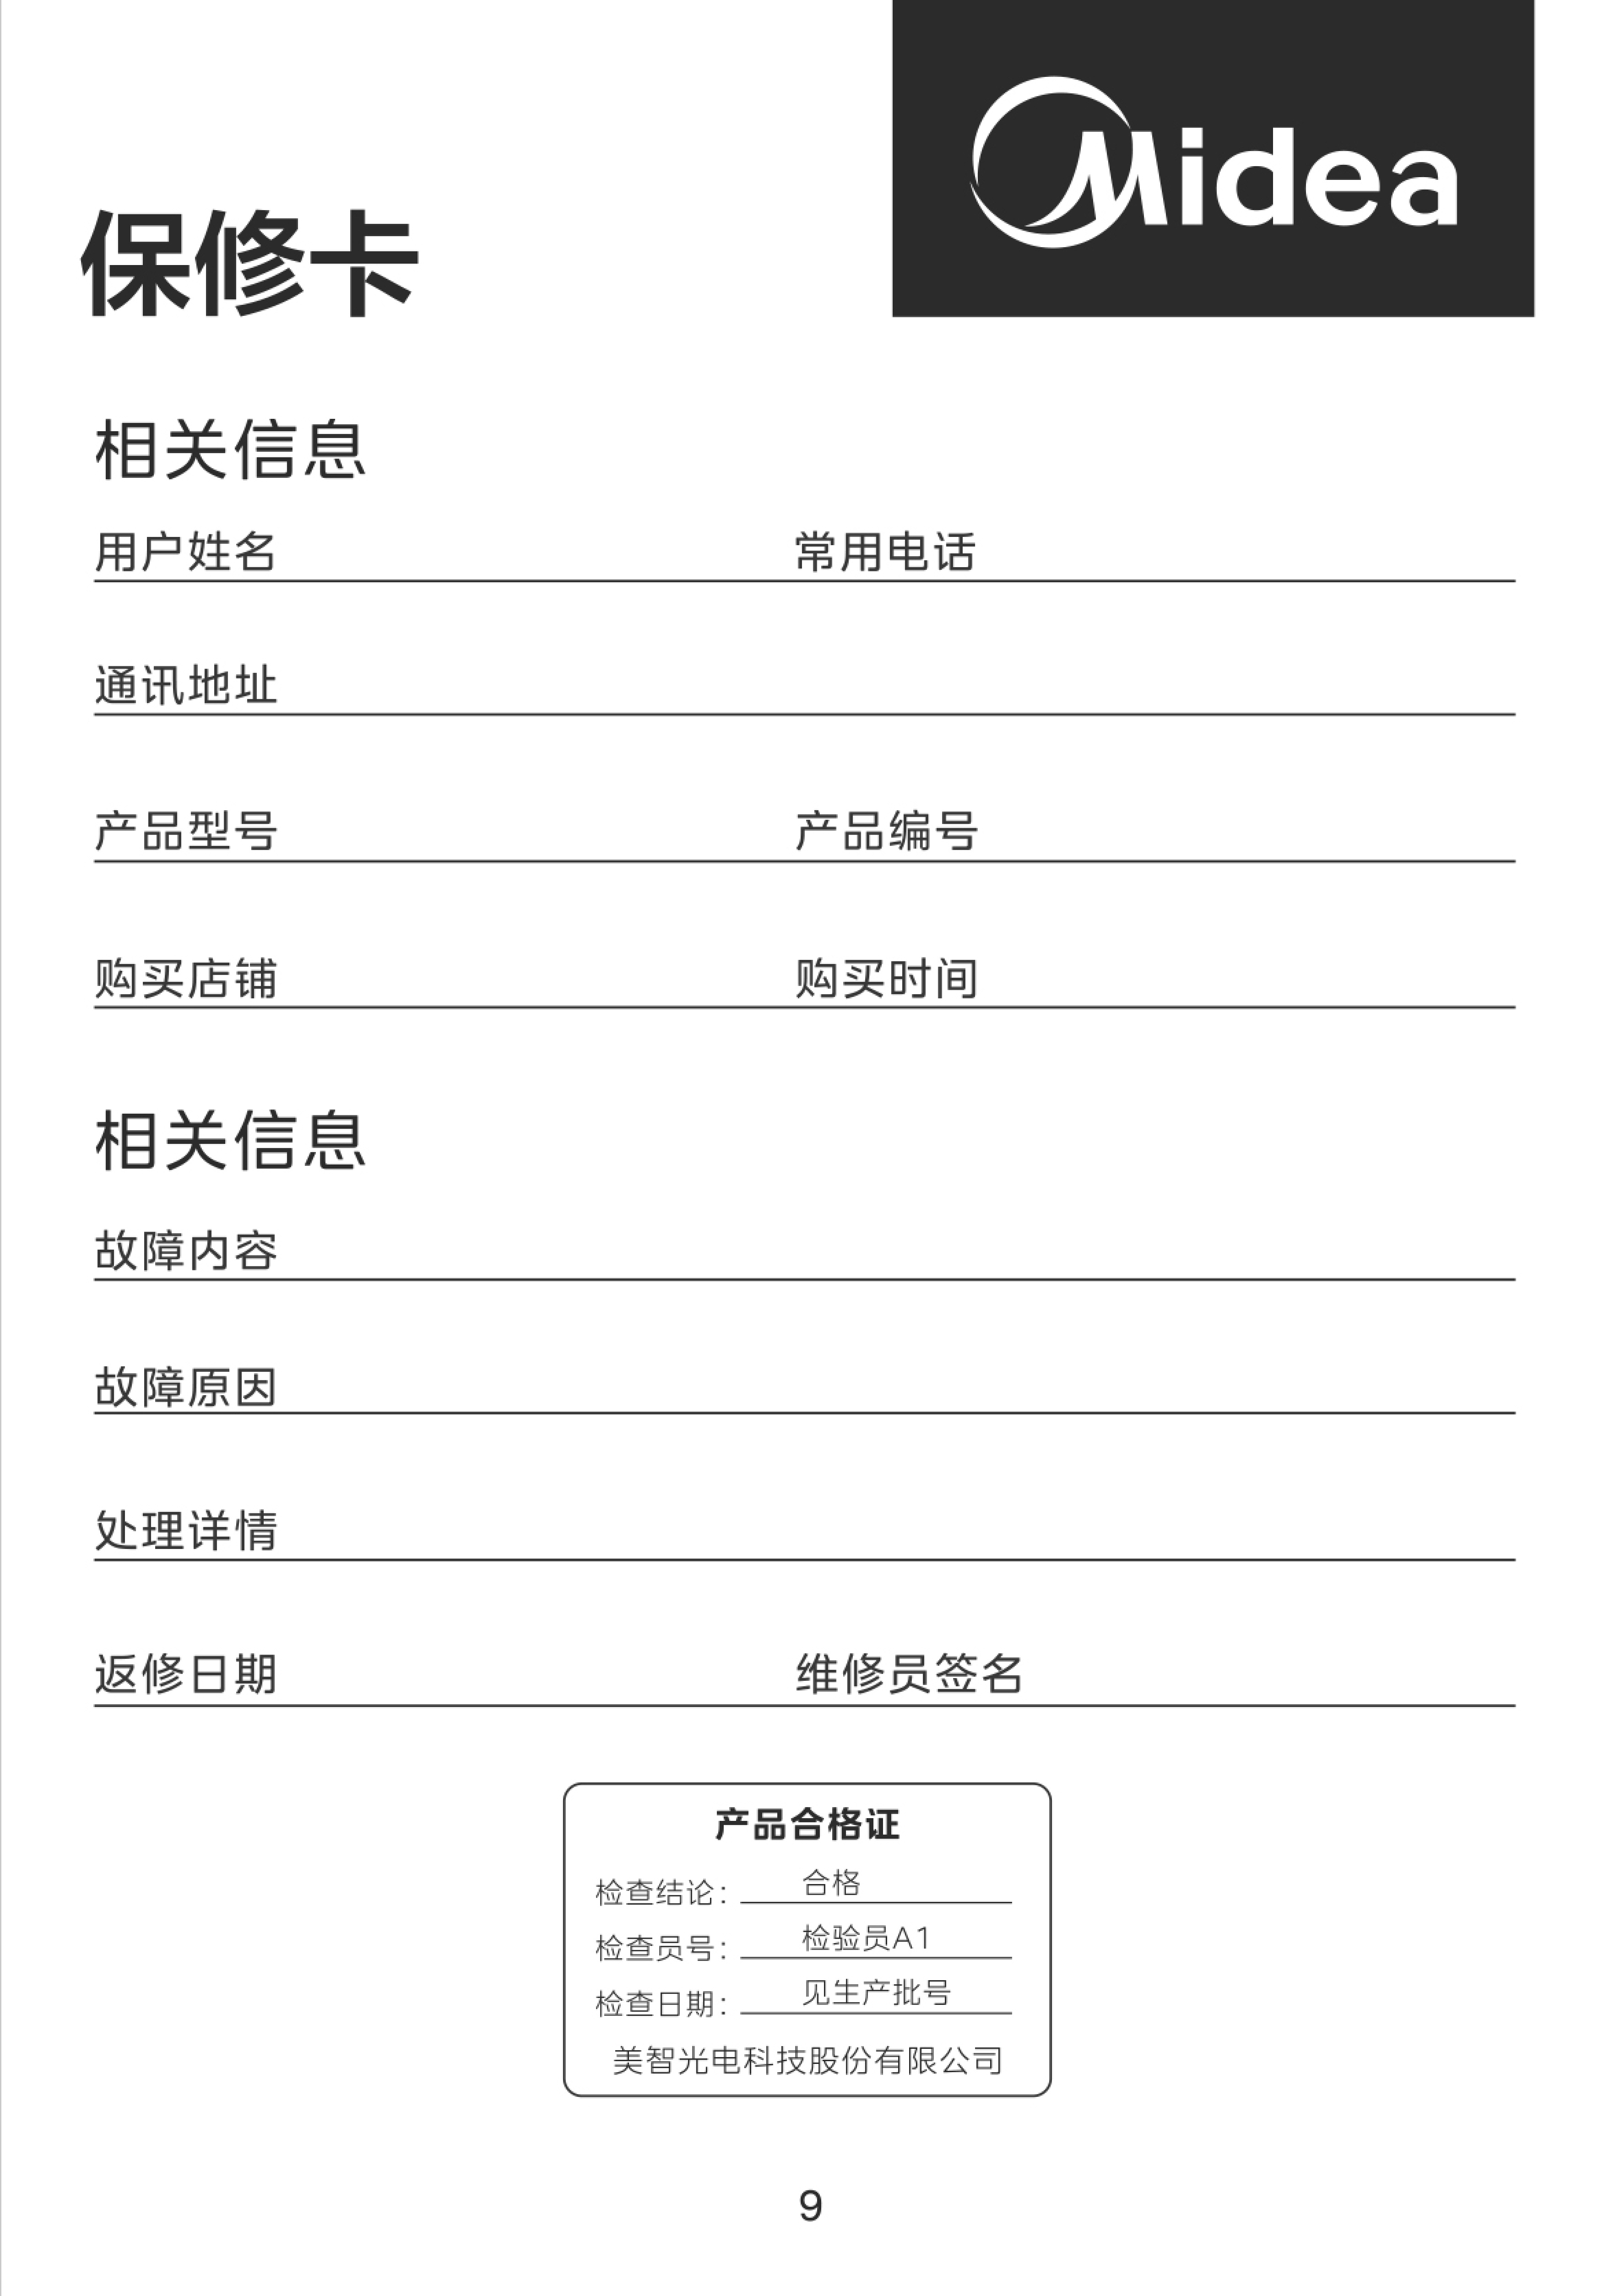 Midea
保修卡
相关信息
用户姓名 常用电话
通讯地址
产品型号 产品编号
购买店铺 购买时间
相关信息
故障内容
故障原因
处理详情
返修日期 维修员签名
产品合格证
检查结论: 合格
检查员号: 检验员A1
检查日期: 见生产批号
美智光电科技股份有限公司
9